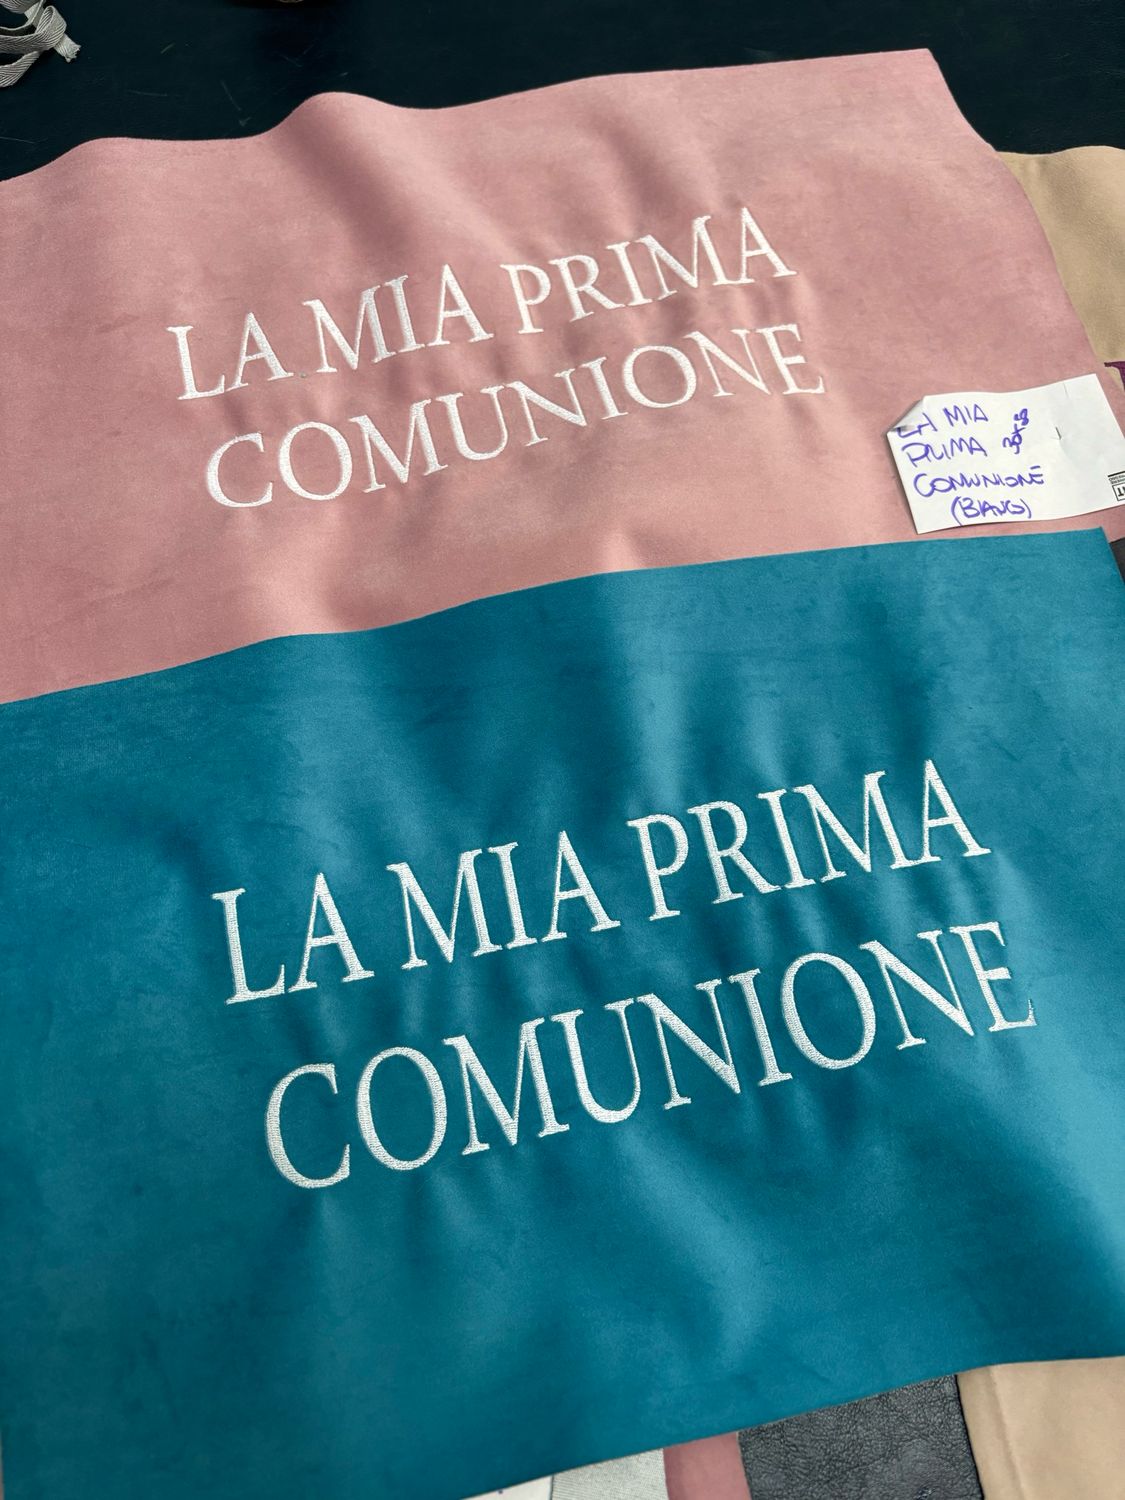 LA MIA PRIMA
COMUNIONE
LA MIA
PRIMA
COMUNIONE
(BIANCO)
LA MIA PRIMA
COMUNIONE